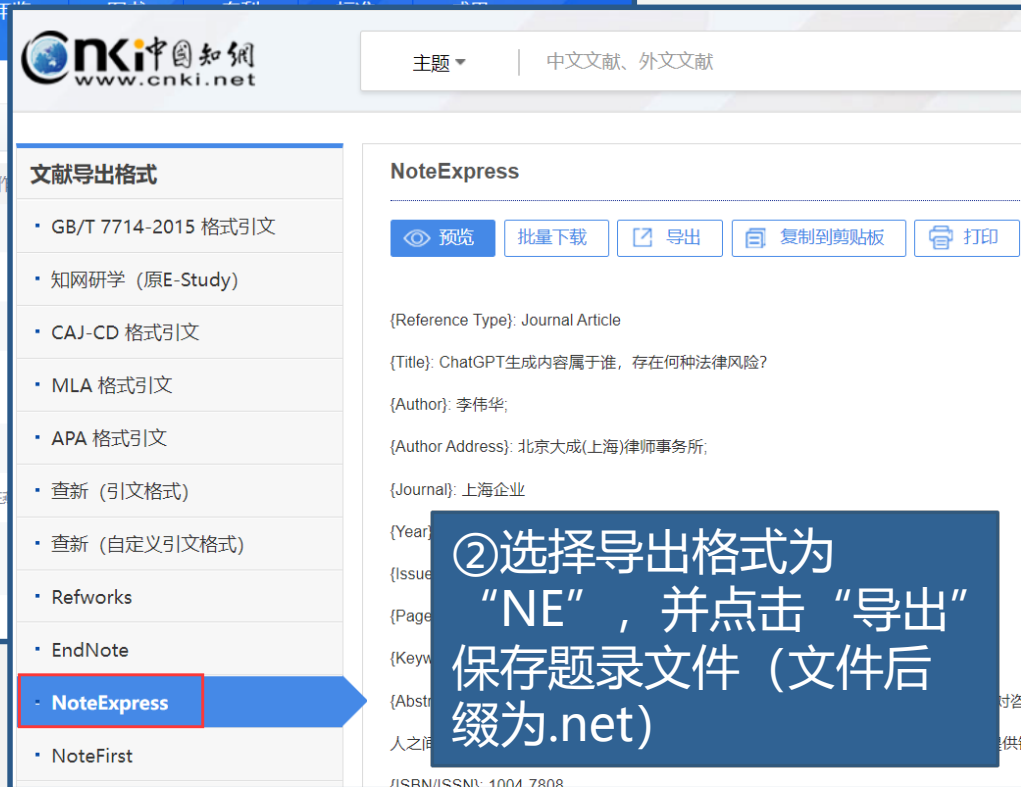 cnki中国知网
www.cnki.net
主题
中文文献、外文文献
文献导出格式
GB/T 7714-2015 格式引文
知网研学（原E-Study）
CAJ-CD 格式引文
MLA 格式引文
APA 格式引文
查新（引文格式）
查新（自定义引文格式）
Refworks
EndNote
NoteExpress
NoteFirst
NoteExpress
预览 批量下载 导出 复制到剪贴板 打印
{Reference Type}: Journal Article
{Title}: ChatGPT生成内容属于谁，存在何种法律风险？
{Author}: 李伟华;
{Author Address}: 北京大成(上海)律师事务所;
{Journal}: 上海企业
{Year}
{Issue
{Page
{Keyw
{Abstr
人之间
{ISBN/ISSN}: 1004-7808
②选择导出格式为
“NE”，并点击“导出”
保存题录文件（文件后
缀为.net）